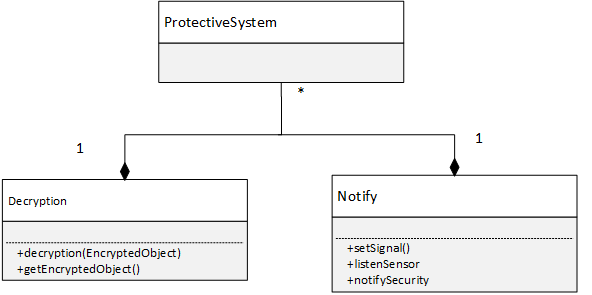 ProtectiveSystem
*
1
1
Decryption
Notify
+decryption(EncryptedObject)
+getEncryptedObject()
+setSignal()
+listenSensor
+notifySecurity